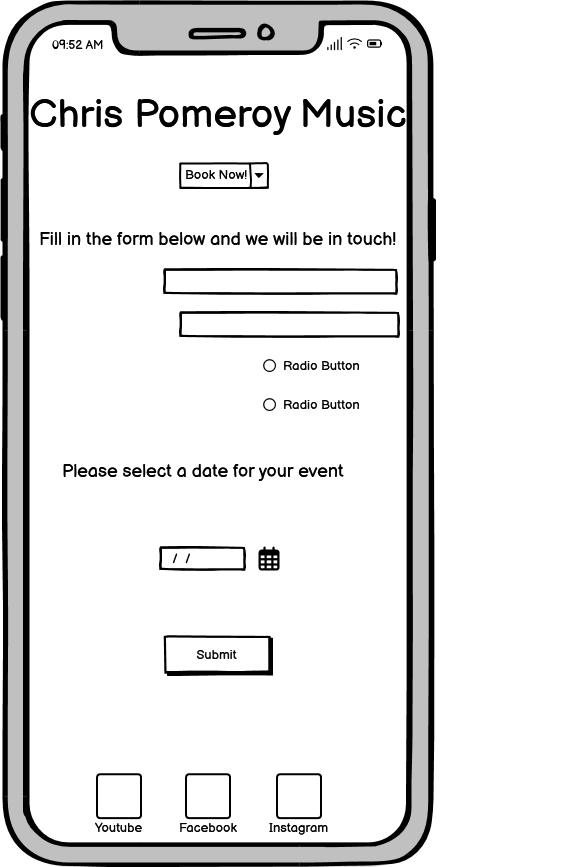 09:52 AM
Chris Pomeroy Music
Book Now!
Fill in the form below and we will be in touch!
Radio Button
Radio Button
Please select a date for your event
/ /
Submit
Youtube Facebook Instagram